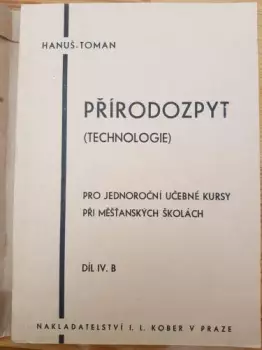 HANUŠ-TOMAN
PŘÍRODOZPYT
(TECHNOLOGIE)
PRO JEDNOROČNÍ UČEBNÉ KURSY
PŘI MĚŠŤANSKÝCH ŠKOLÁCH
DÍL IV. B
NAKLADATELSTVÍ I. L. KOBER V PRAZE